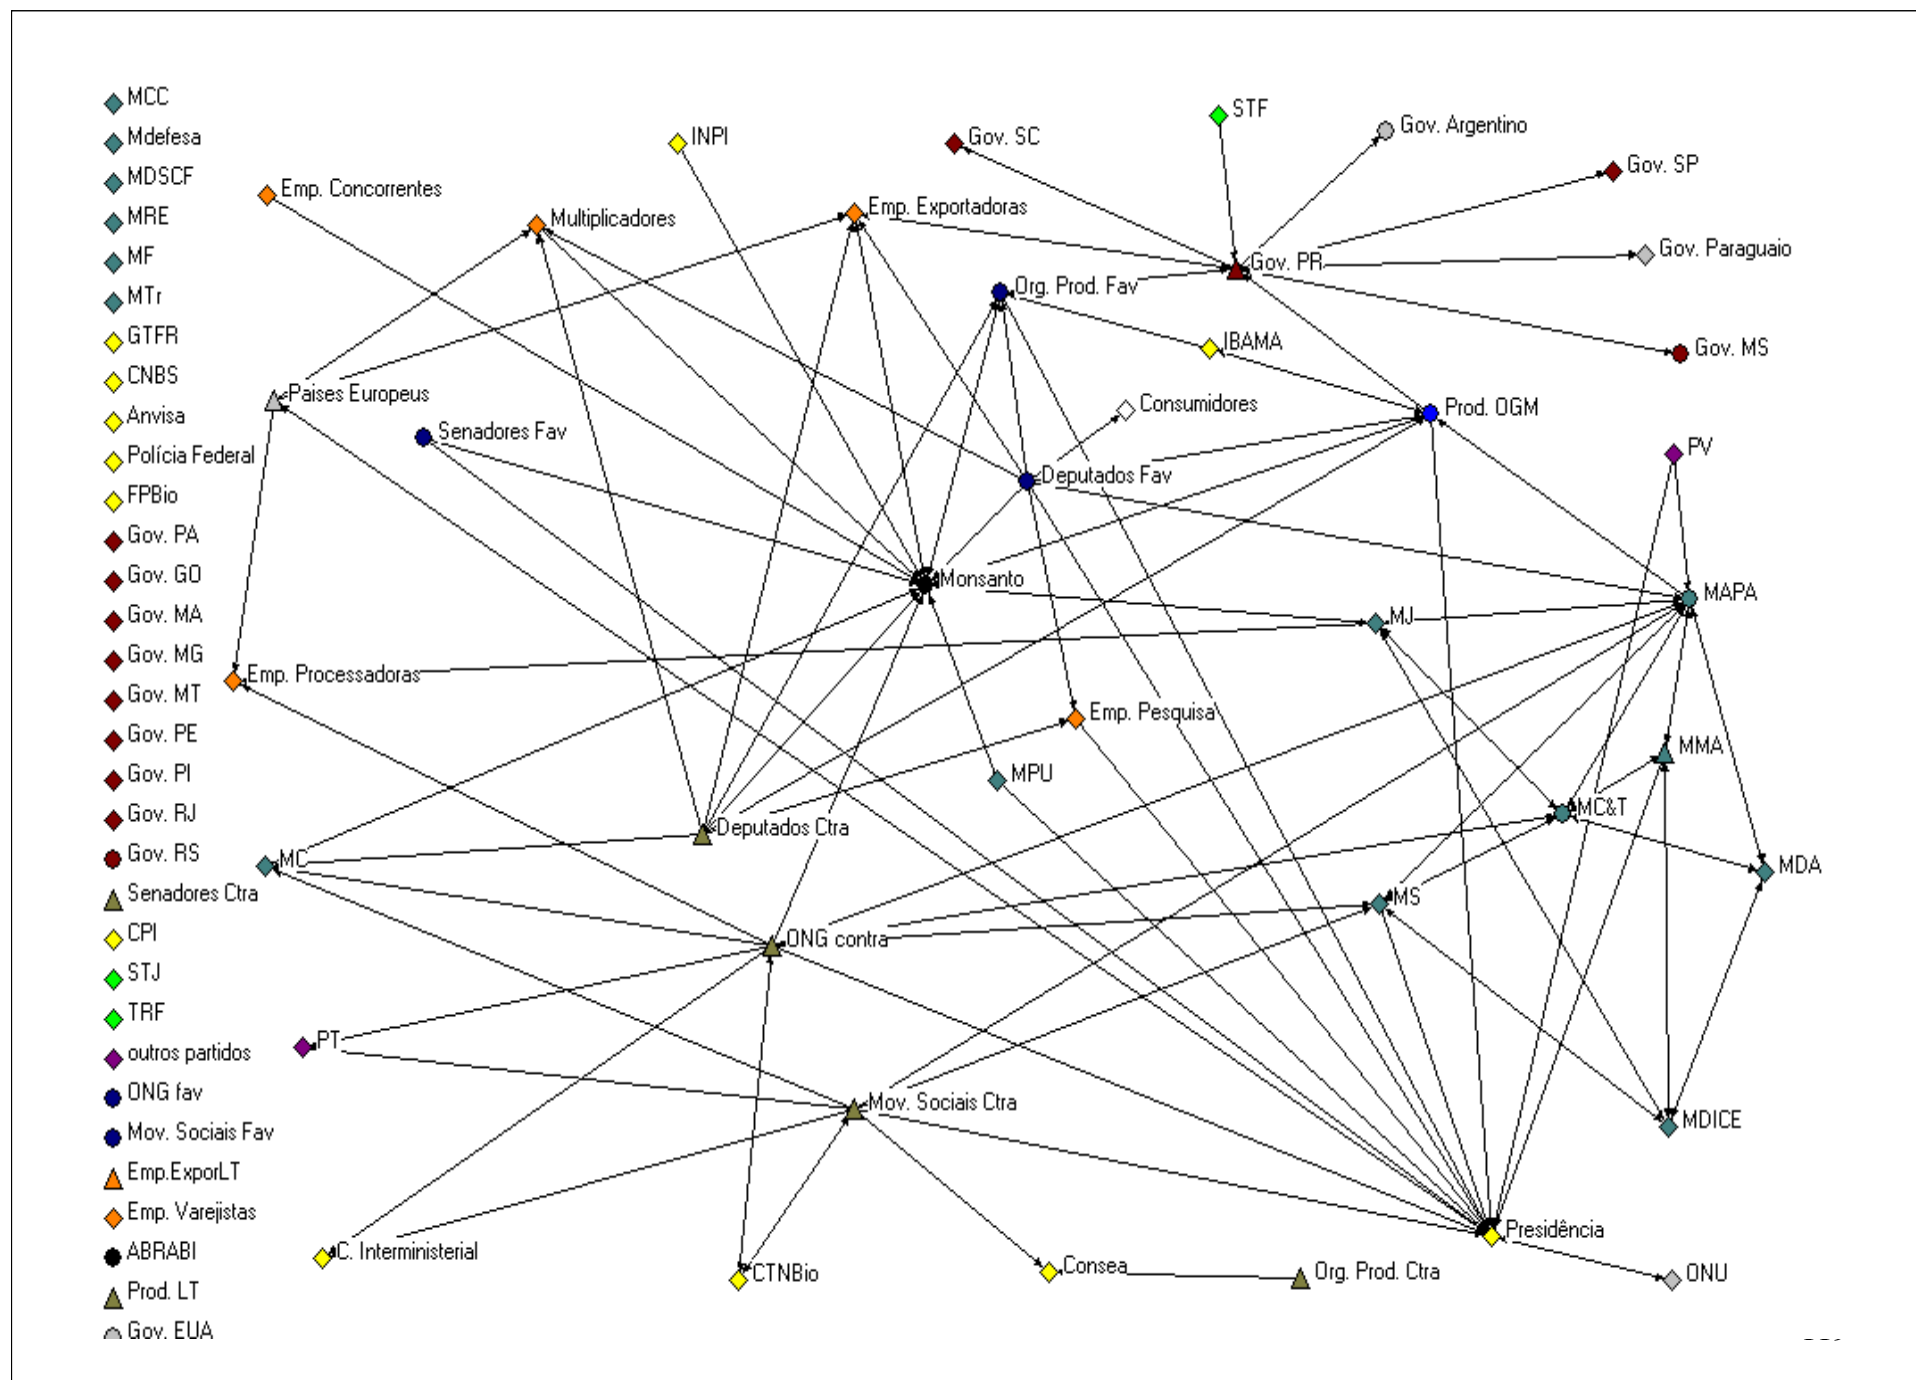 MCC
Mdefesa
MDSCF
MRE
MF
MTr
GTFR
CNBS
Anvisa
Polícia Federal
FPBio
Gov. PA
Gov. GO
Gov. MA
Gov. MG
Gov. MT
Gov. PE
Gov. PI
Gov. RJ
Gov. RS
Senadores Ctra
CPI
STJ
TRF
outros partidos
ONG fav
Mov. Sociais Fav
Emp.ExporLT
Emp. Varejistas
ABRABI
Prod. LT
Gov. EUA
STF
Gov. Argentino
INPI
Gov. SC
Gov. SP
Emp. Concorrentes
Multiplicadores
Emp. Exportadoras
Gov. PR
Gov. Paraguaio
Org. Prod. Fav
IBAMA
Gov. MS
Paises Europeus
Consumidores
Prod. OGM
Senadores Fav
PV
Deputados Fav
Monsanto
MAPA
MJ
Emp. Processadoras
Emp. Pesquisa
MMA
MPU
MC&T
Deputados Ctra
MC
MDA
MS
ONG contra
PT
Mov. Sociais Ctra
MDICE
Presidência
C. Interministerial
CTNBio
Consea
Org. Prod. Ctra
ONU